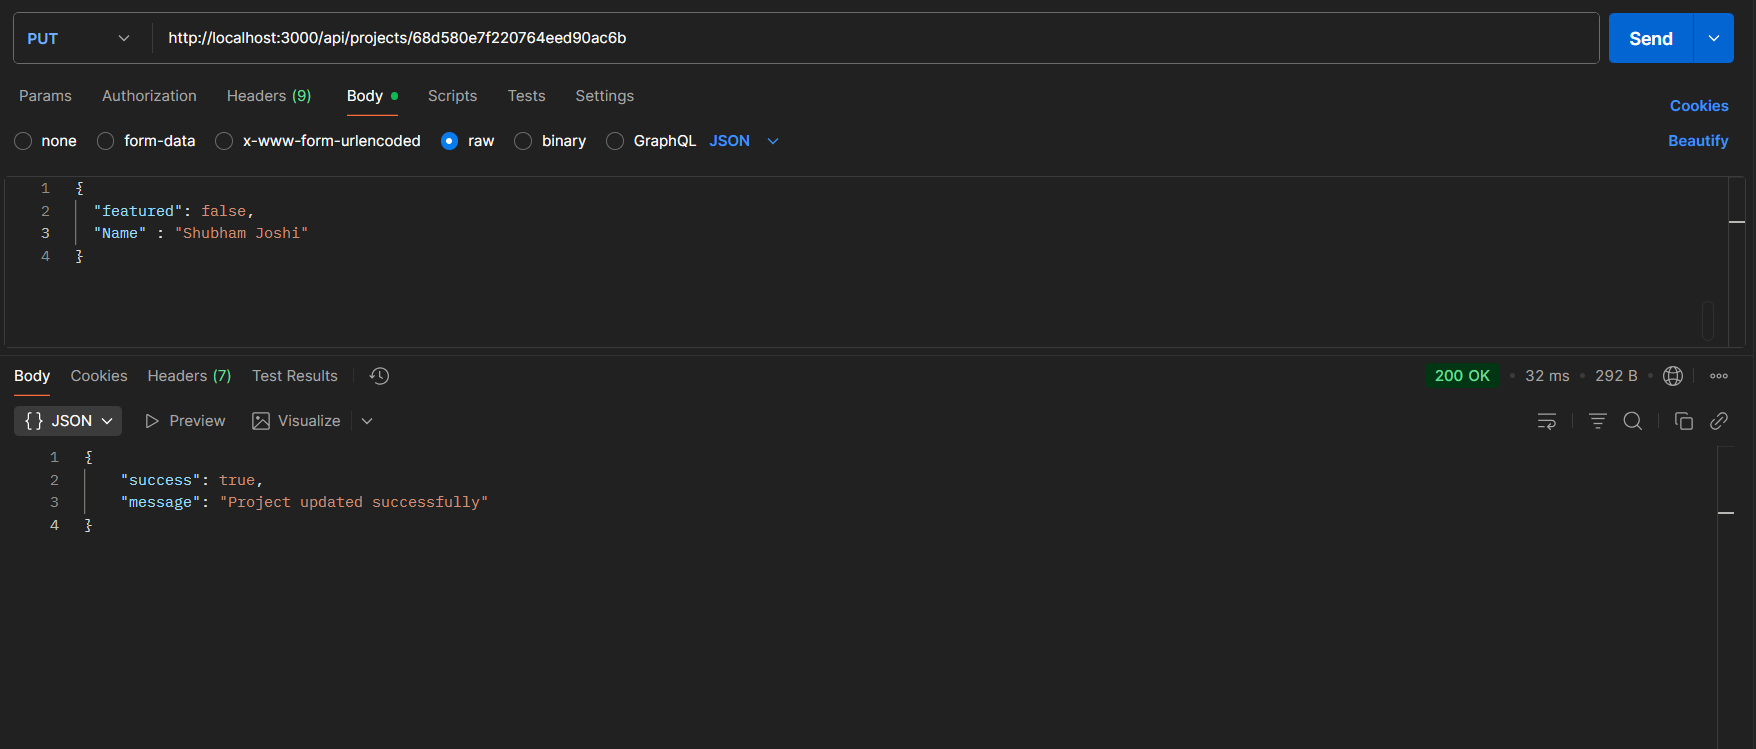 PUT http://localhost:3000/api/projects/68d580e7f220764eed90ac6b Send
Params Authorization Headers (9) Body Scripts Tests Settings Cookies
none form-data x-www-form-urlencoded raw binary GraphQL JSON Beautify
1 {
2 "featured": false,
3 "Name" : "Shubham Joshi"
4 }
Body Cookies Headers (7) Test Results 200 OK • 32 ms • 292 B •
{} JSON Preview Visualize
1 {
2 "success": true,
3 "message": "Project updated successfully"
4 }